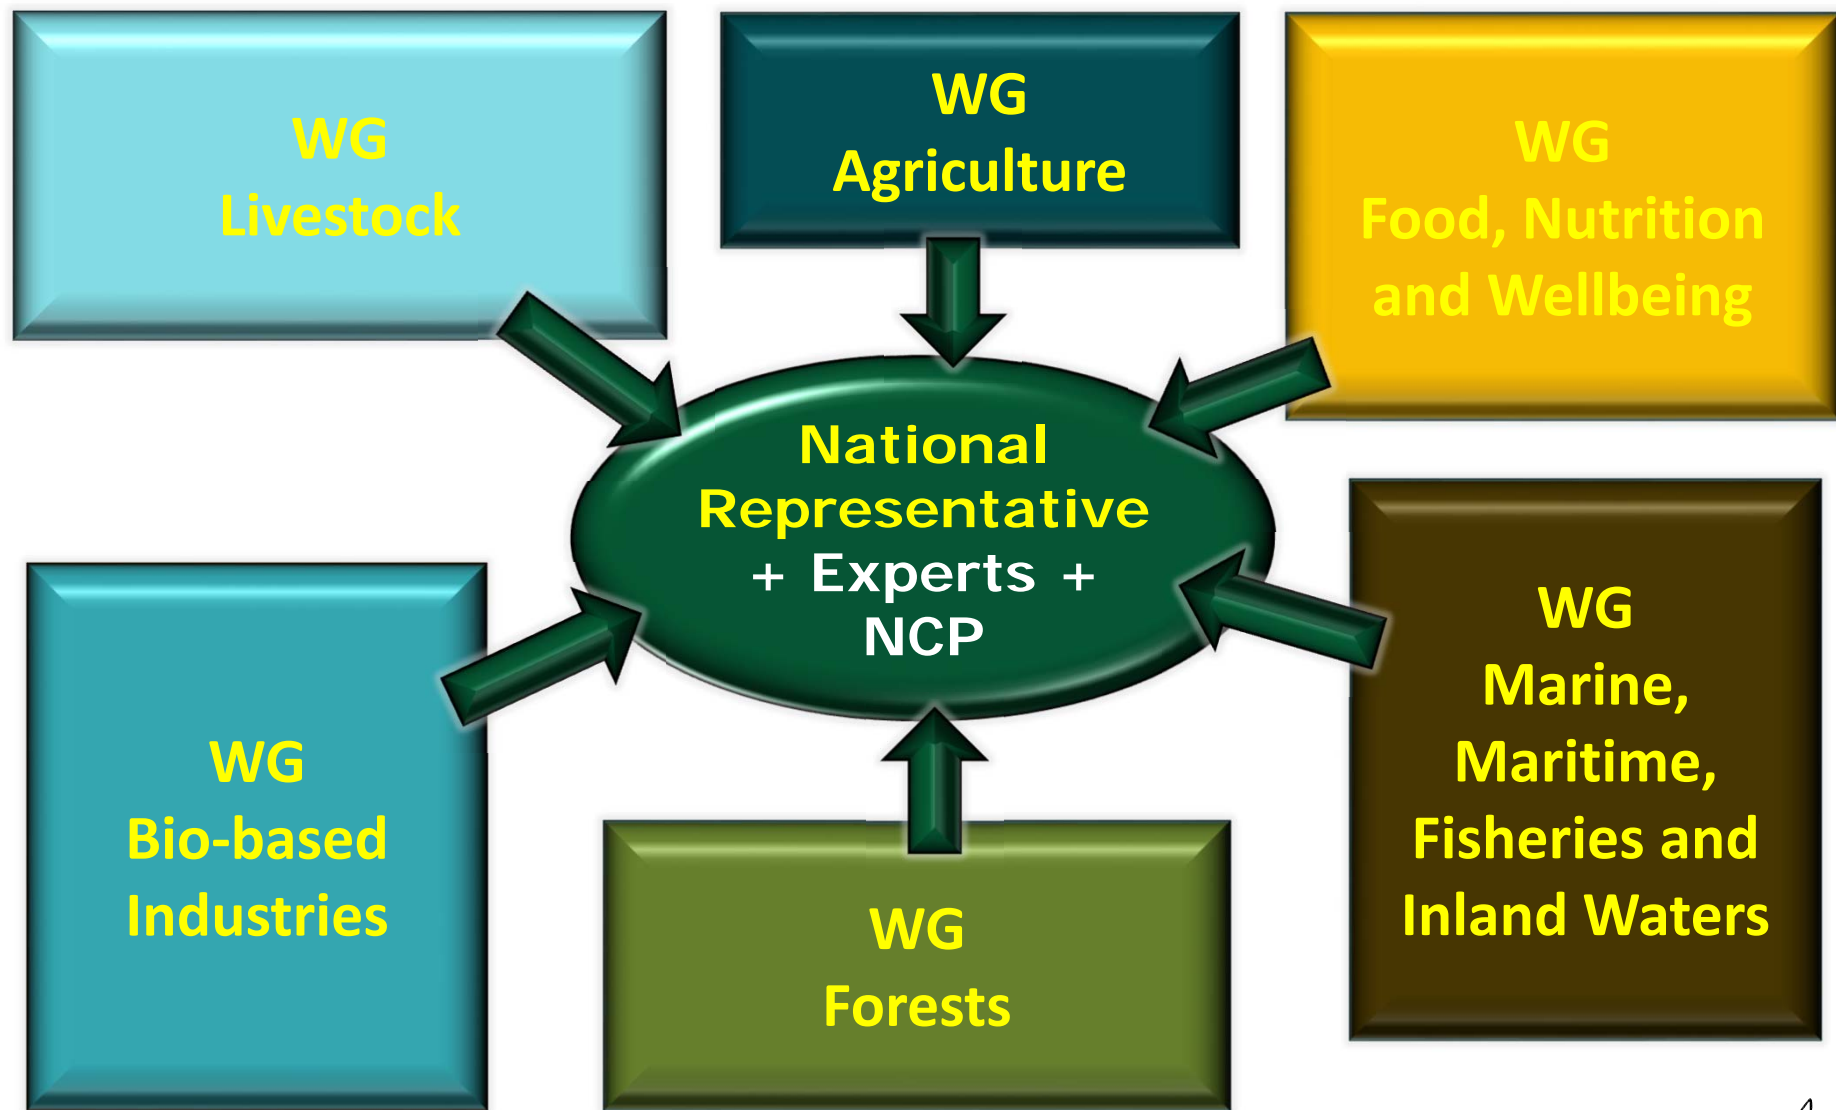 WG
Livestock
WG
Agriculture
WG
Food, Nutrition
and Wellbeing
National
Representative
+ Experts +
NCP
WG
Bio-based
Industries
WG
Forests
WG
Marine,
Maritime,
Fisheries and
Inland Waters
4